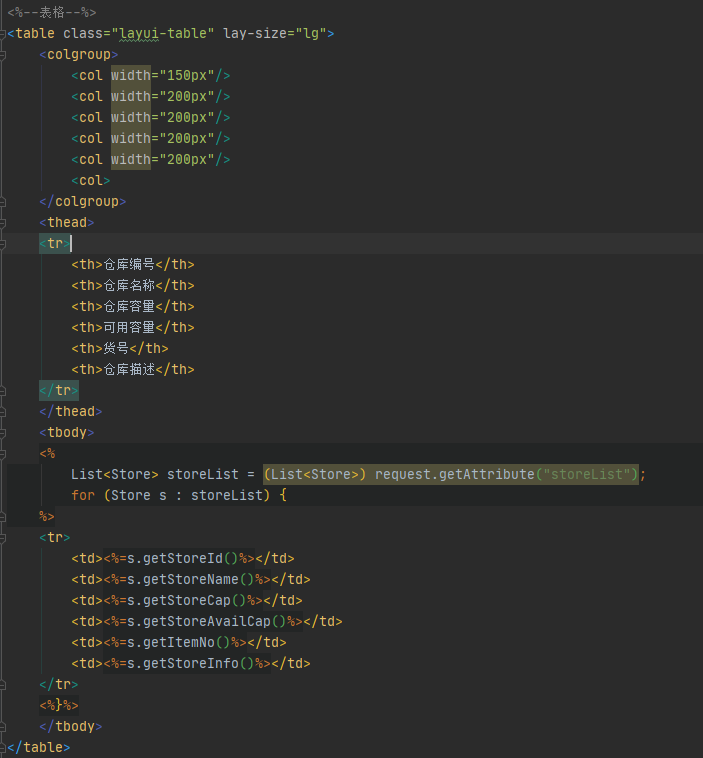 <%--表格--%>
<table class="layui-table" lay-size="lg">
<colgroup>
<col width="150px"/>
<col width="200px"/>
<col width="200px"/>
<col width="200px"/>
<col width="200px"/>
<col>
</colgroup>
<thead>
<tr>
<th>仓库编号</th>
<th>仓库名称</th>
<th>仓库容量</th>
<th>可用容量</th>
<th>货号</th>
<th>仓库描述</th>
</tr>
</thead>
<tbody>
<%
List<Store> storeList = (List<Store>) request.getAttribute("storeList");
for (Store s : storeList) {
%>
<tr>
<td><%=s.getStoreId()%></td>
<td><%=s.getStoreName()%></td>
<td><%=s.getStoreCap()%></td>
<td><%=s.getStoreAvailCap()%></td>
<td><%=s.getItemNo()%></td>
<td><%=s.getStoreInfo()%></td>
</tr>
<%}%>
</tbody>
</table>